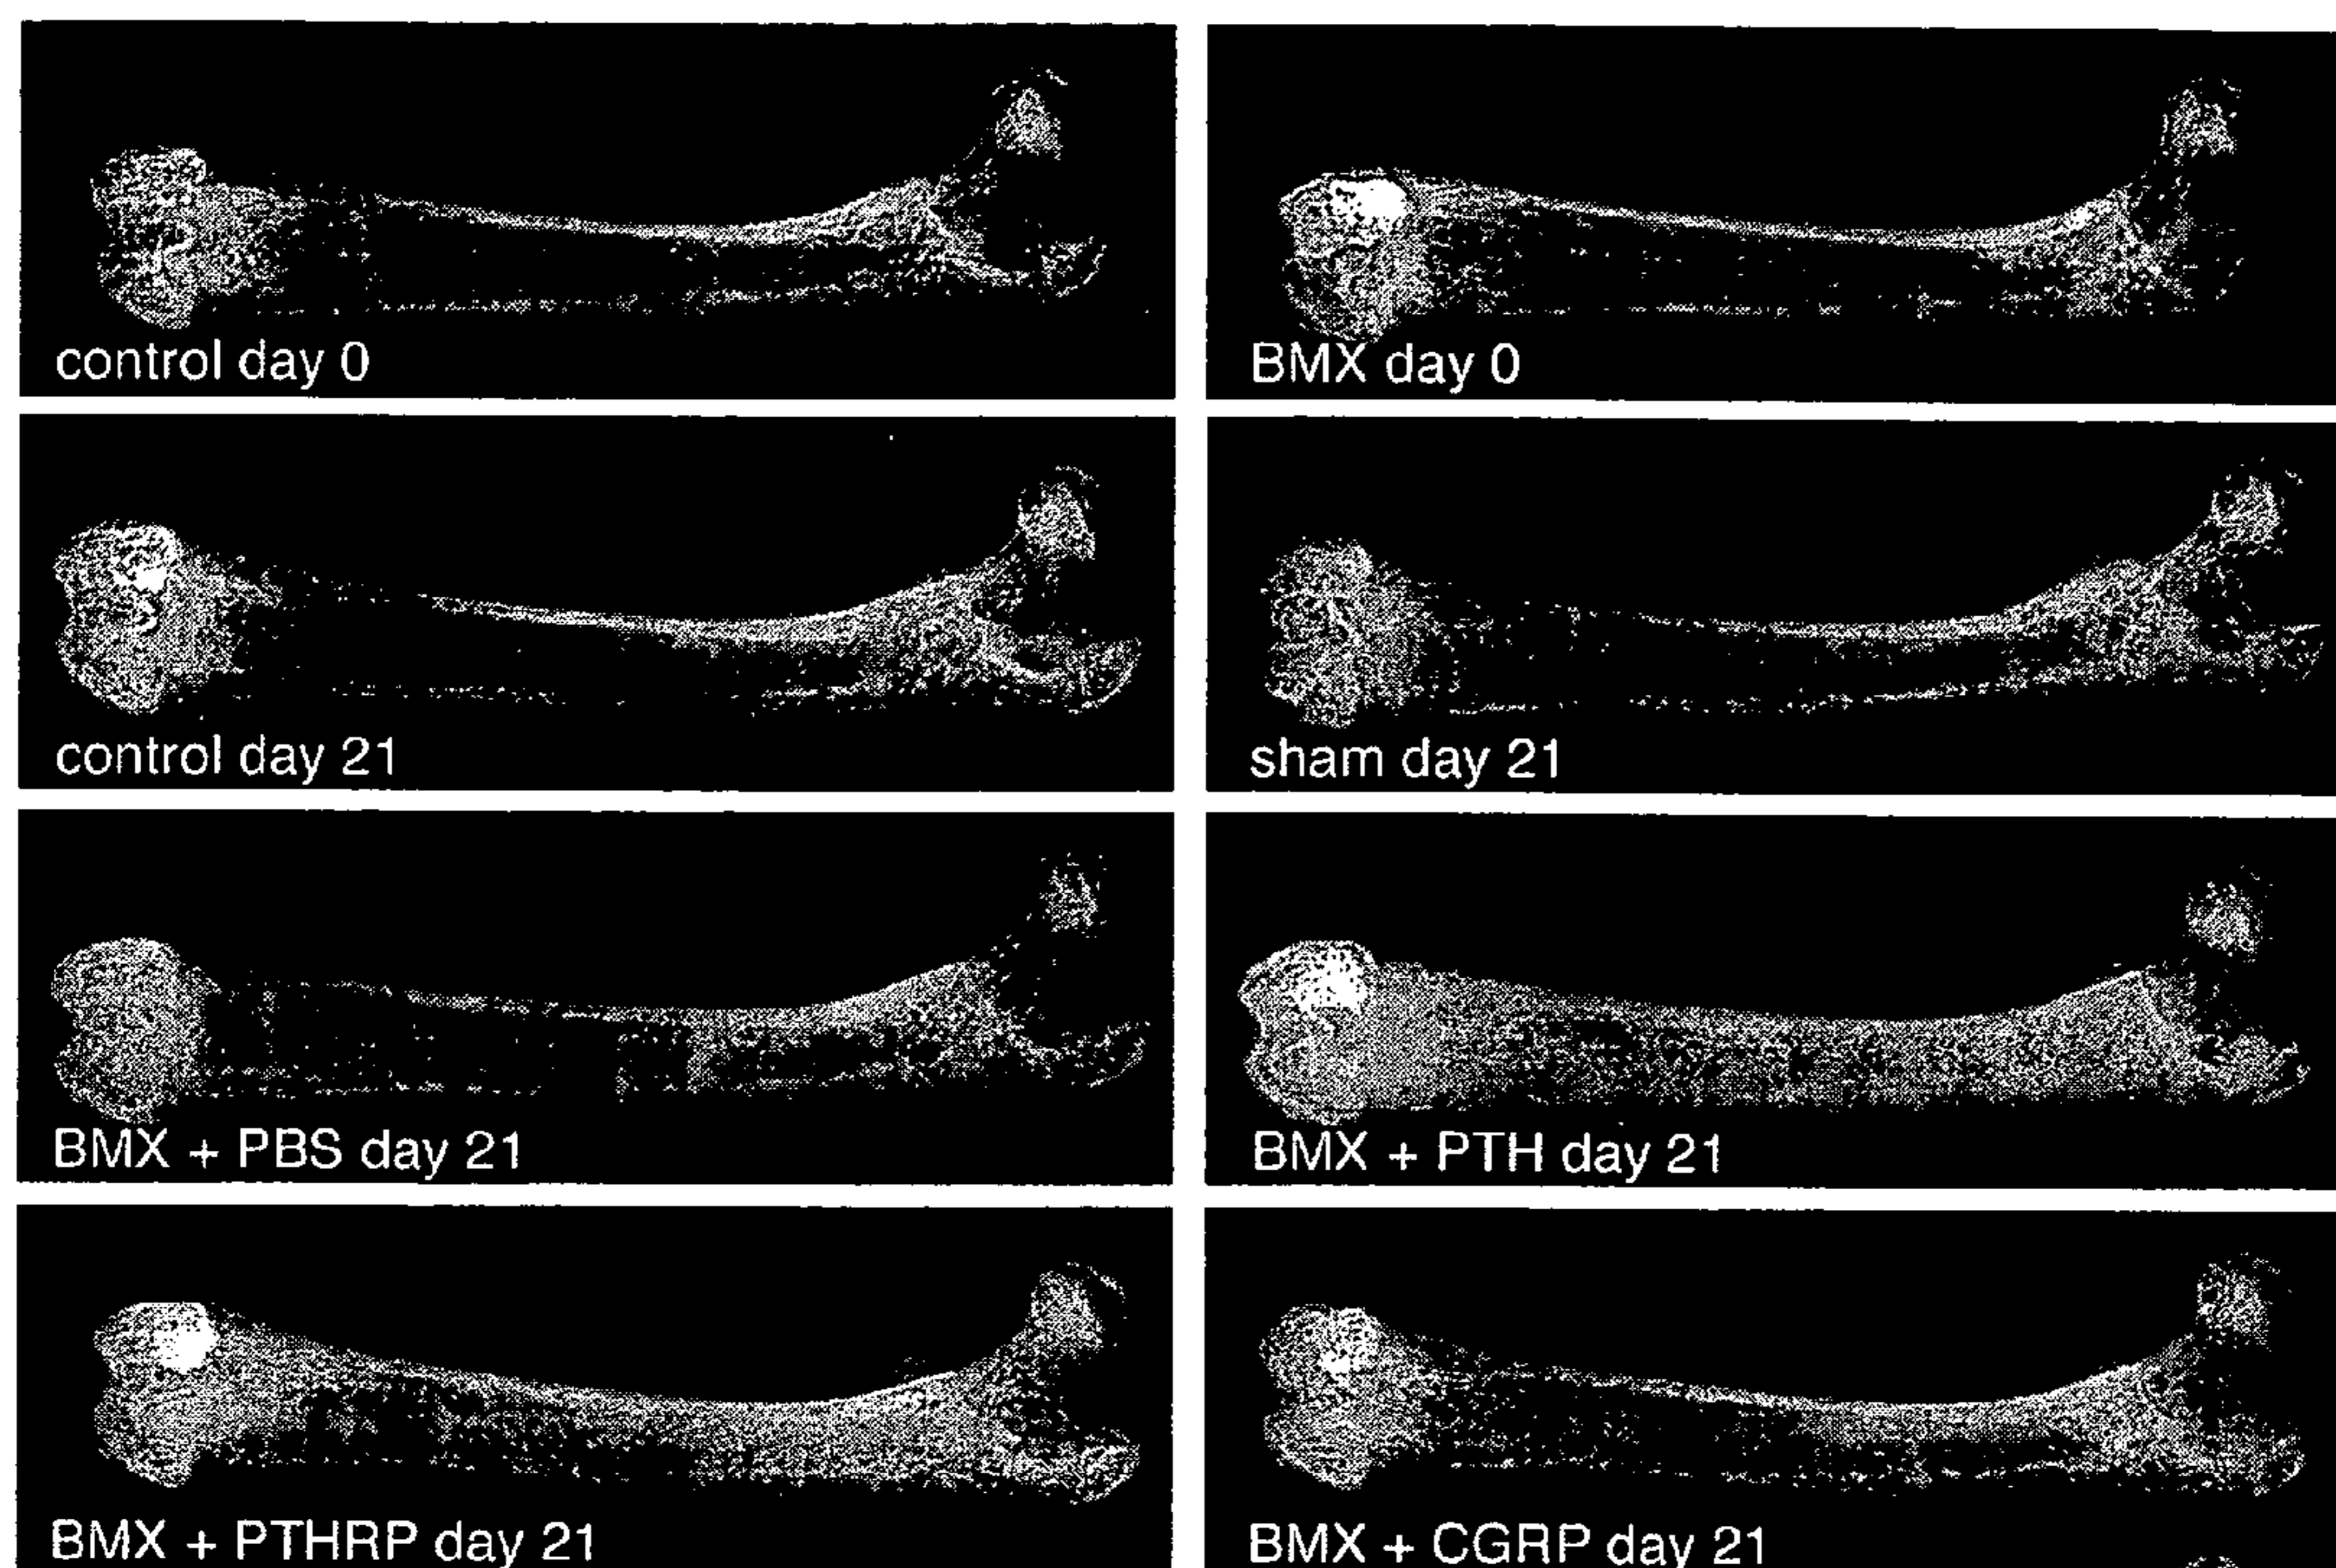 control day 0
BMX day 0
control day 21
sham day 21
BMX + PBS day 21
BMX + PTH day 21
BMX + PTHRP day 21
BMX + CGRP day 21